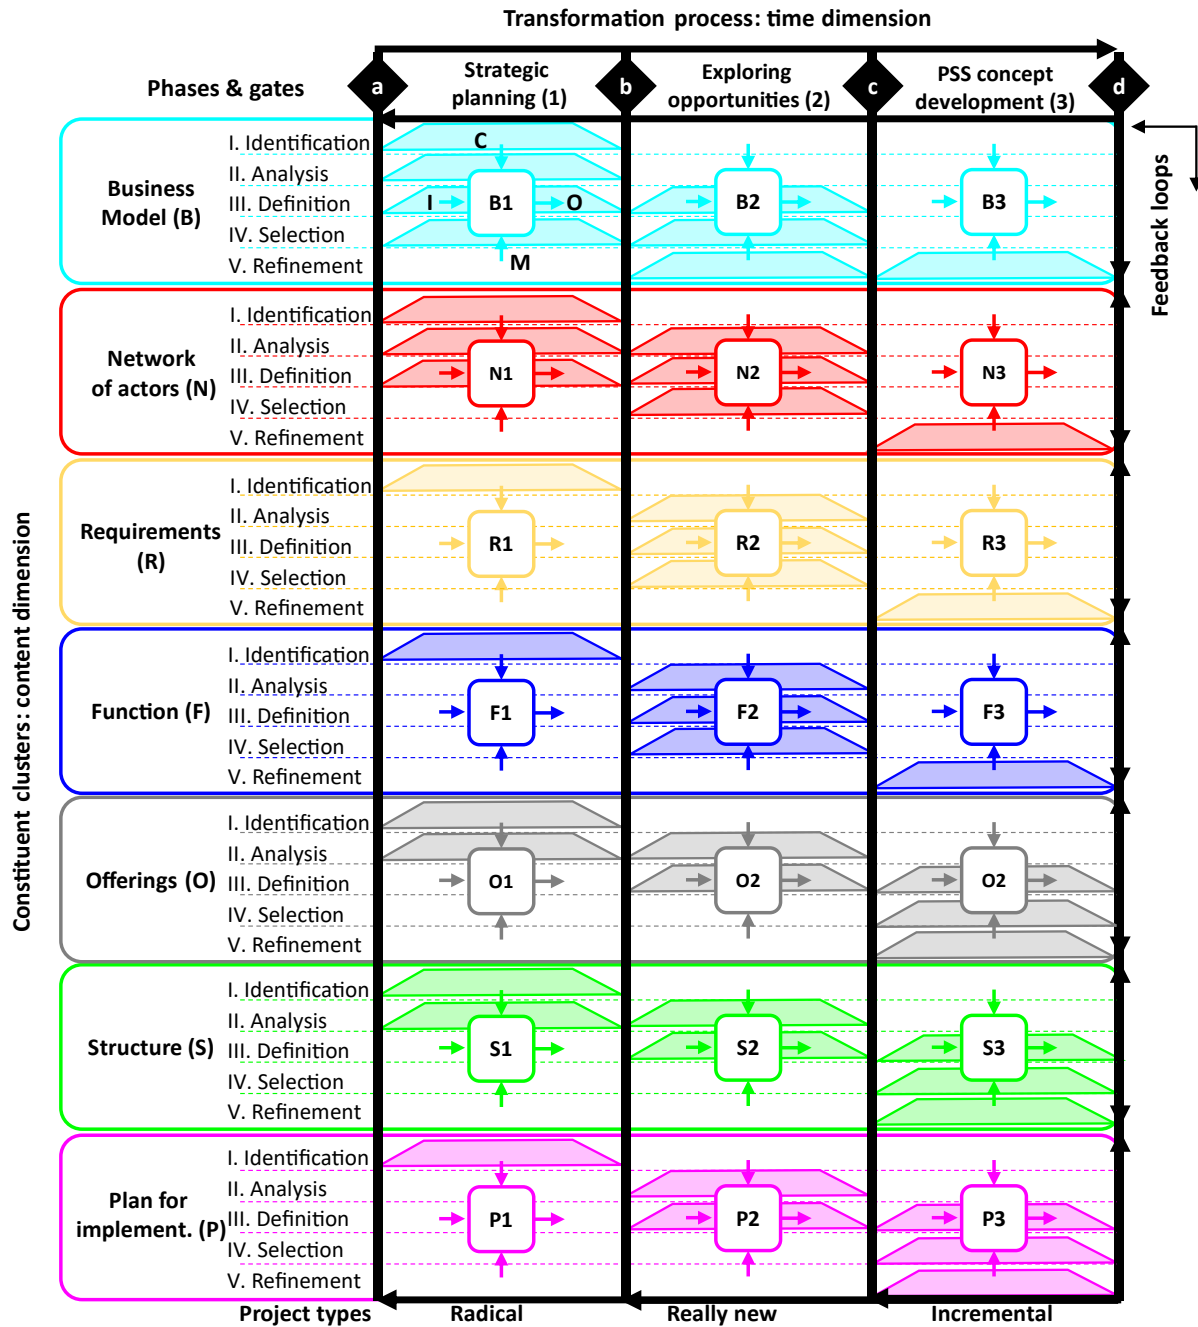 Transformation process: time dimension
Phases & gates
a
Strategic
planning (1)
b
Exploring
opportunities (2)
c
PSS concept
development (3)
d
Feedback loops
Constituent clusters: content dimension
Business
Model (B)
I. Identification
II. Analysis
III. Definition
IV. Selection
V. Refinement
C
I
B1
O
M
B2
B3
Network
of actors (N)
I. Identification
II. Analysis
III. Definition
IV. Selection
V. Refinement
N1
N2
N3
Requirements
(R)
I. Identification
II. Analysis
III. Definition
IV. Selection
V. Refinement
R1
R2
R3
Function (F)
I. Identification
II. Analysis
III. Definition
IV. Selection
V. Refinement
F1
F2
F3
Offerings (O)
I. Identification
II. Analysis
III. Definition
IV. Selection
V. Refinement
O1
O2
O2
Structure (S)
I. Identification
II. Analysis
III. Definition
IV. Selection
V. Refinement
S1
S2
S3
Plan for
implement. (P)
I. Identification
II. Analysis
III. Definition
IV. Selection
V. Refinement
P1
P2
P3
Project types
Radical
Really new
Incremental